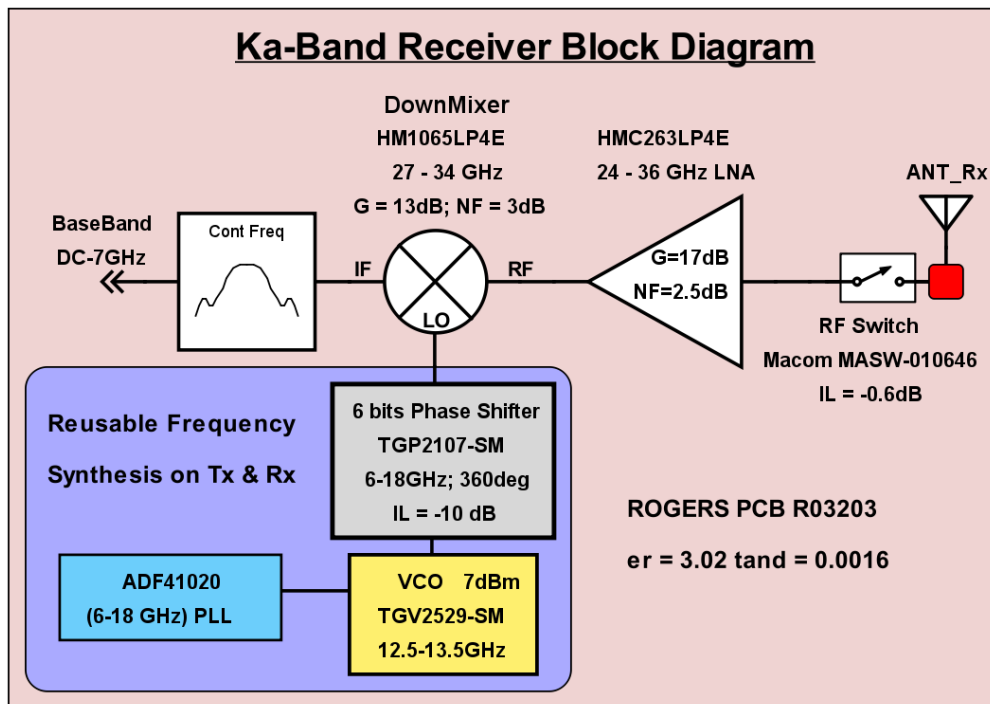 Ka-Band Receiver Block Diagram
DownMixer
HM1065LP4E
27 - 34 GHz
G = 13dB; NF = 3dB
HMC263LP4E
24 - 36 GHz LNA
ANT_Rx
BaseBand
DC-7GHz
Cont Freq
IF
RF
LO
G=17dB
NF=2.5dB
RF Switch
Macom MASW-010646
IL = -0.6dB
Reusable Frequency
Synthesis on Tx & Rx
6 bits Phase Shifter
TGP2107-SM
6-18GHz; 360deg
IL = -10 dB
ROGERS PCB R03203
er = 3.02 tand = 0.0016
ADF41020
(6-18 GHz) PLL
VCO 7dBm
TGV2529-SM
12.5-13.5GHz